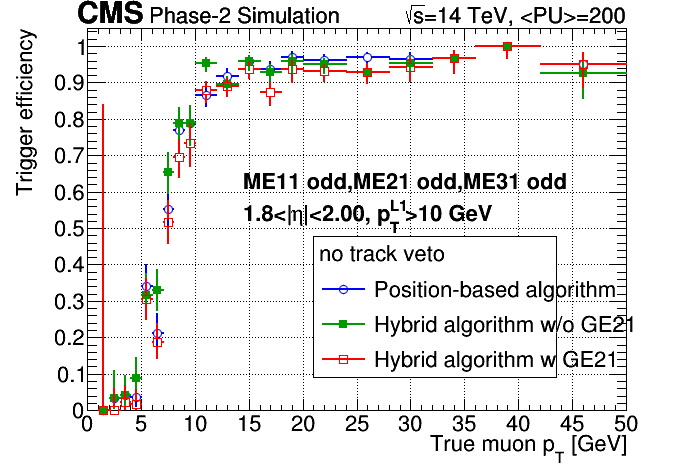 CMS Phase-2 Simulation √s=14 TeV, <PU>=200
Trigger efficiency
1
0.9
0.8
0.7
0.6
0.5
0.4
0.3
0.2
0.1
0
ME11 odd,ME21 odd,ME31 odd
1.8<|η|<2.00, p_T^L1>10 GeV
no track veto
Position-based algorithm
Hybrid algorithm w/o GE21
Hybrid algorithm w GE21
0 5 10 15 20 25 30 35 40 45 50
True muon p_T [GeV]